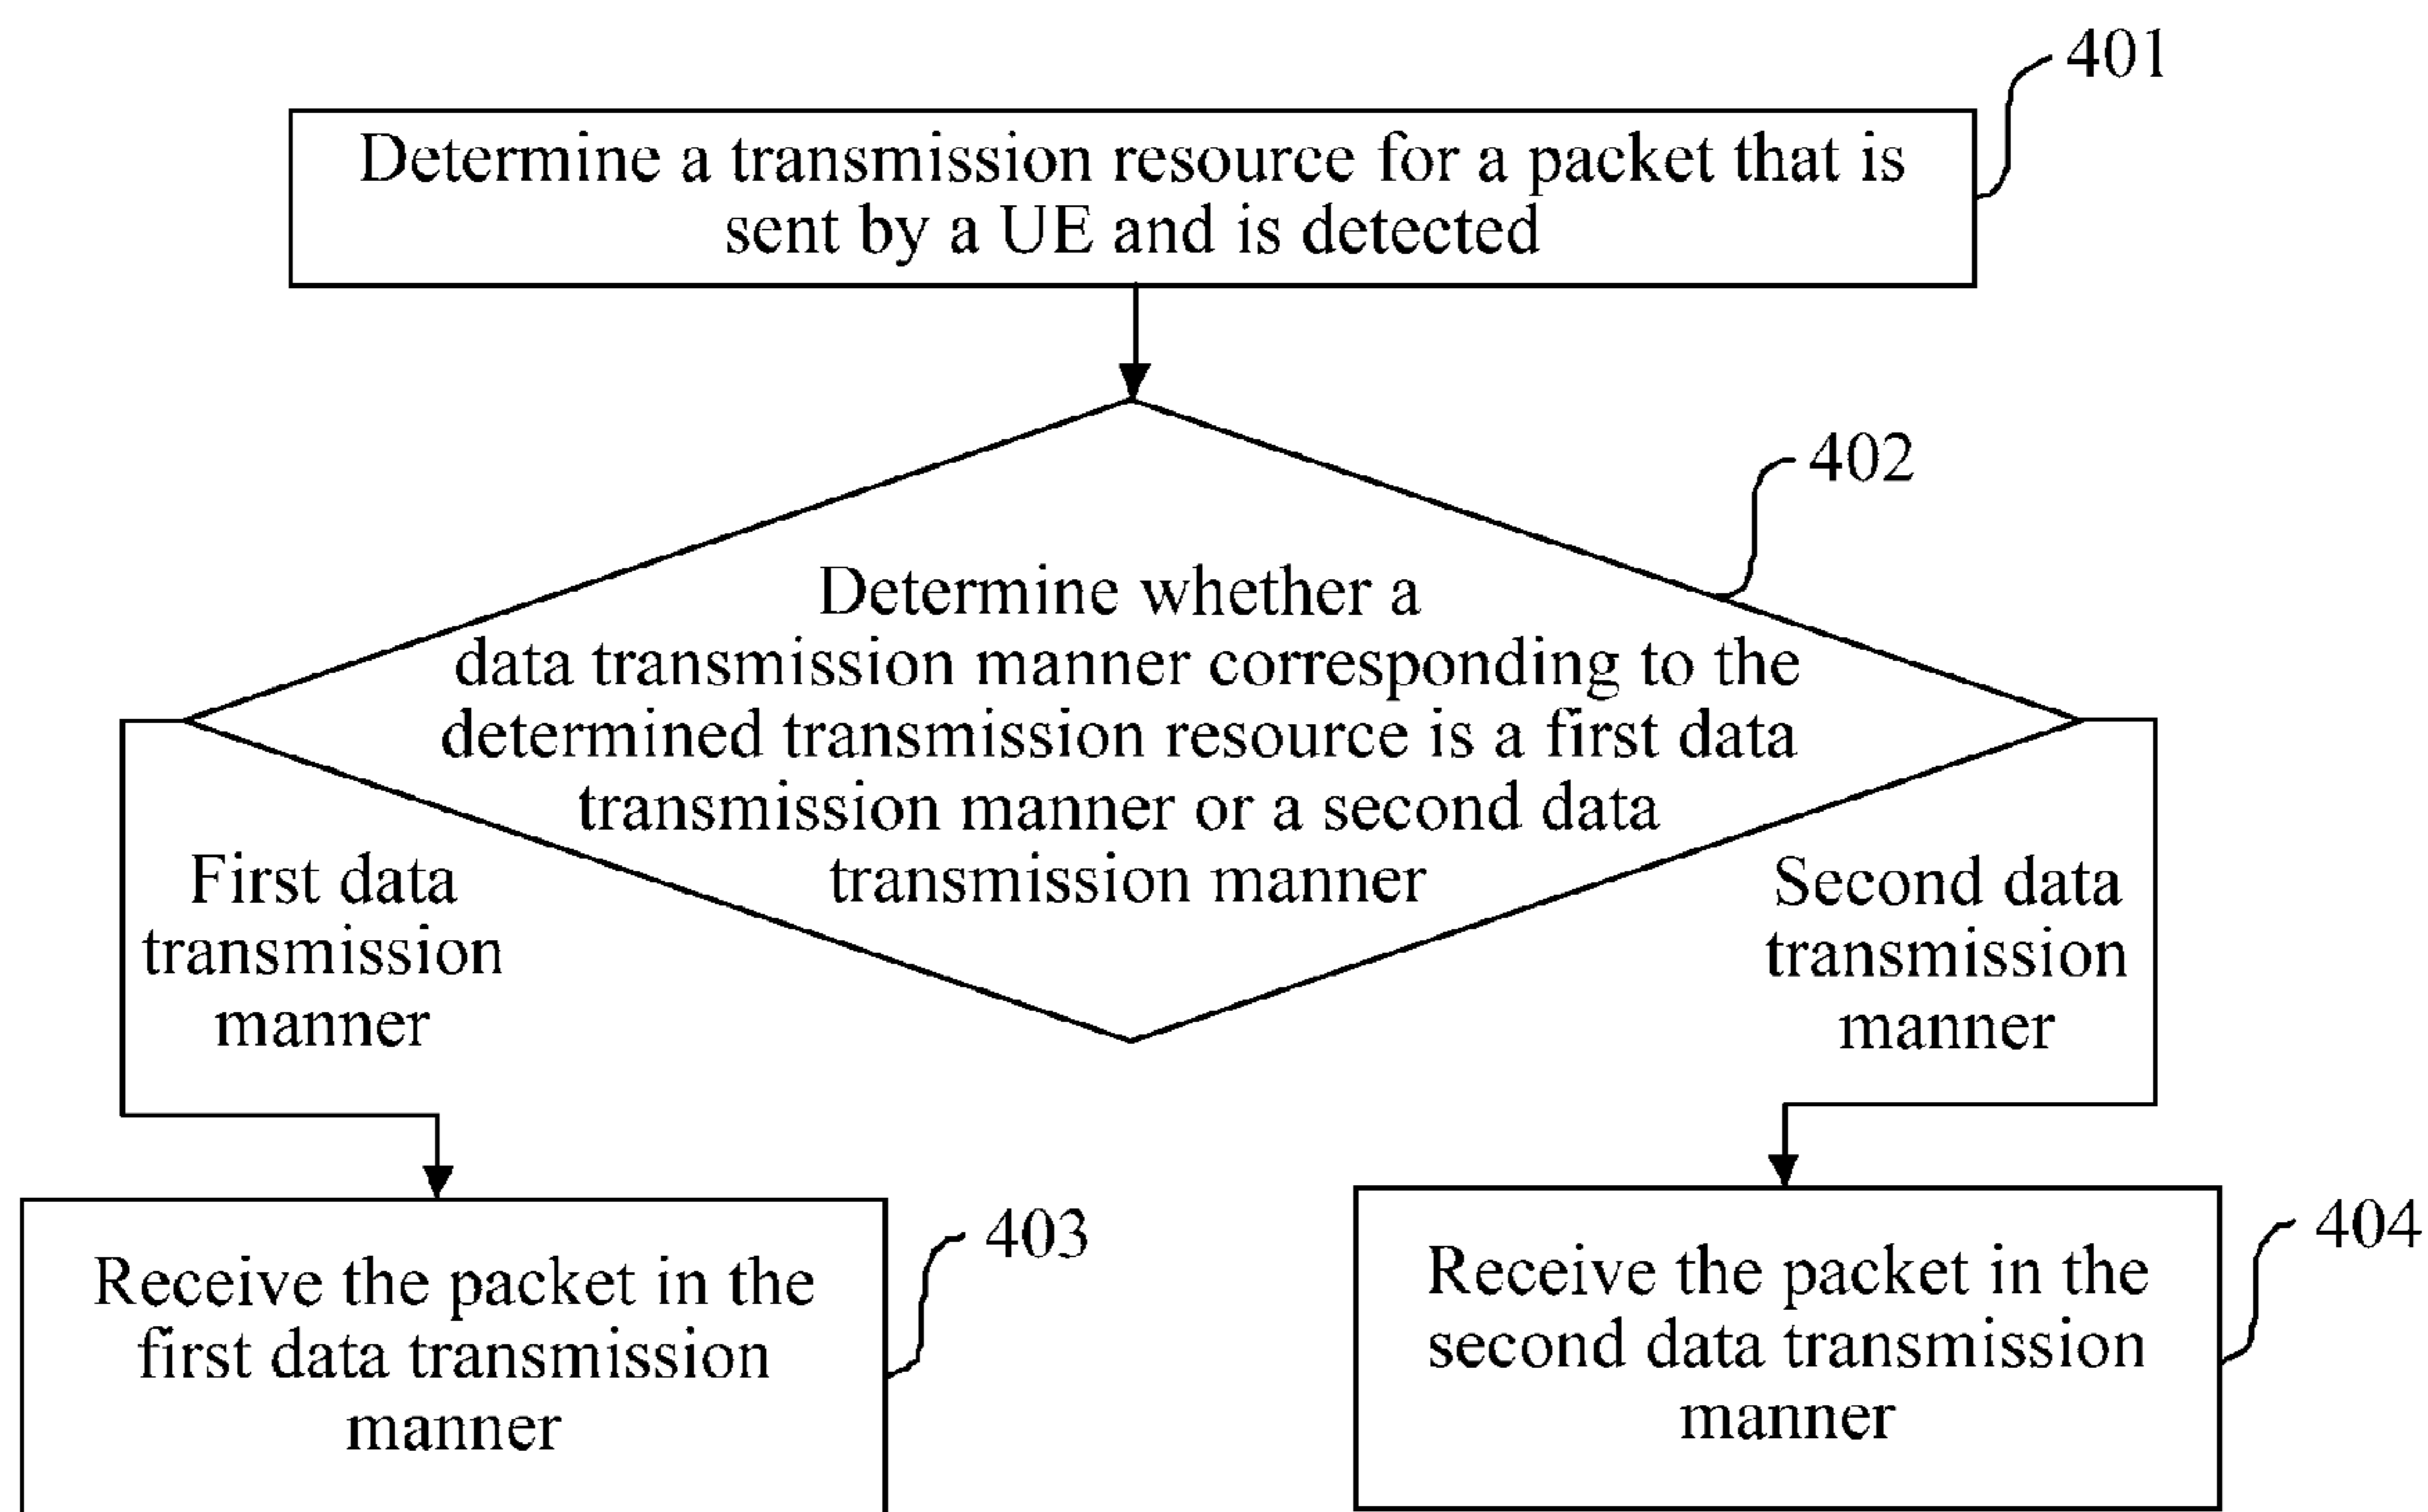 401
Determine a transmission resource for a packet that is
sent by a UE and is detected
402
Determine whether a
data transmission manner corresponding to the
determined transmission resource is a first data
transmission manner or a second data
transmission manner
First data
transmission
manner
Second data
transmission
manner
403
Receive the packet in the
first data transmission
manner
404
Receive the packet in the
second data transmission
manner